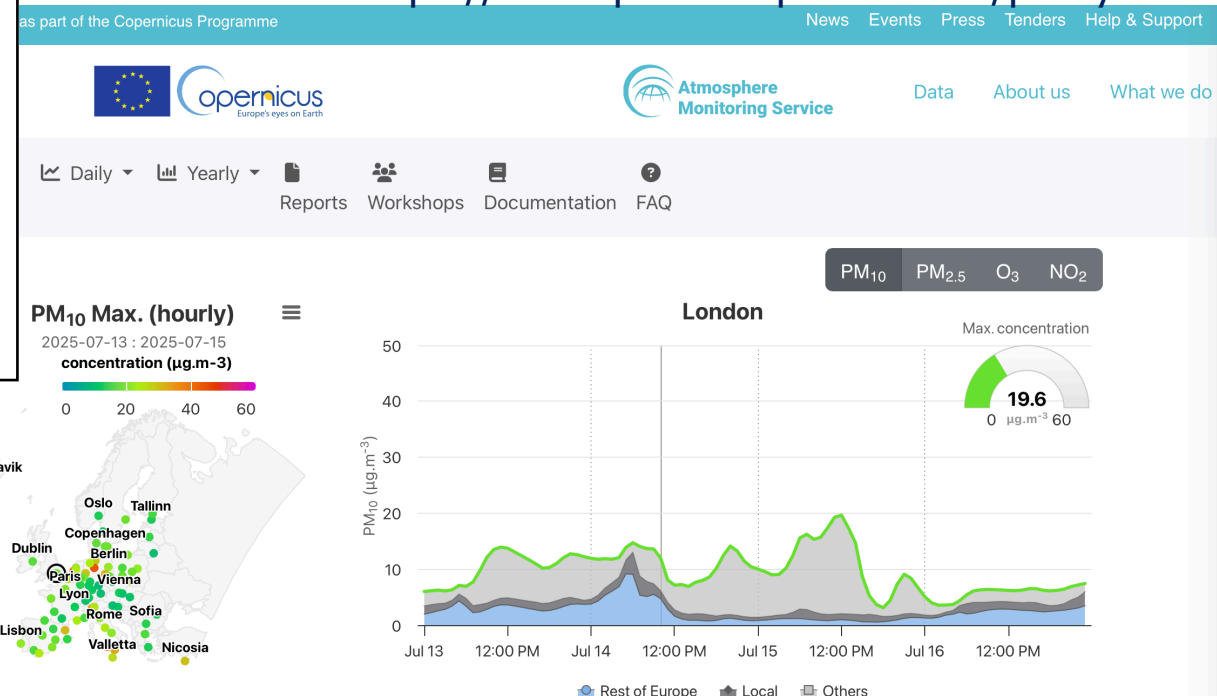 as part of the Copernicus Programme
News Events Press Tenders Help & Support
Copernicus
Europe's eyes on Earth
Atmosphere
Monitoring Service
Data About us What we do
Daily Yearly
Reports Workshops Documentation FAQ
PM10 PM2.5 O3 NO2
PM10 Max. (hourly)
2025-07-13 : 2025-07-15
concentration (µg.m-3)
0 20 40 60
avik
Oslo Tallinn
Copenhagen
Dublin
Berlin
Paris Vienna
Lyon
Rome Sofia
Lisbon
Valletta Nicosia
London
Max. concentration
19.6
0 µg.m⁻³ 60
PM10 (µg.m⁻³)
50
40
30
20
10
0
Jul 13 12:00 PM Jul 14 12:00 PM Jul 15 12:00 PM Jul 16 12:00 PM
Rest of Europe Local Others